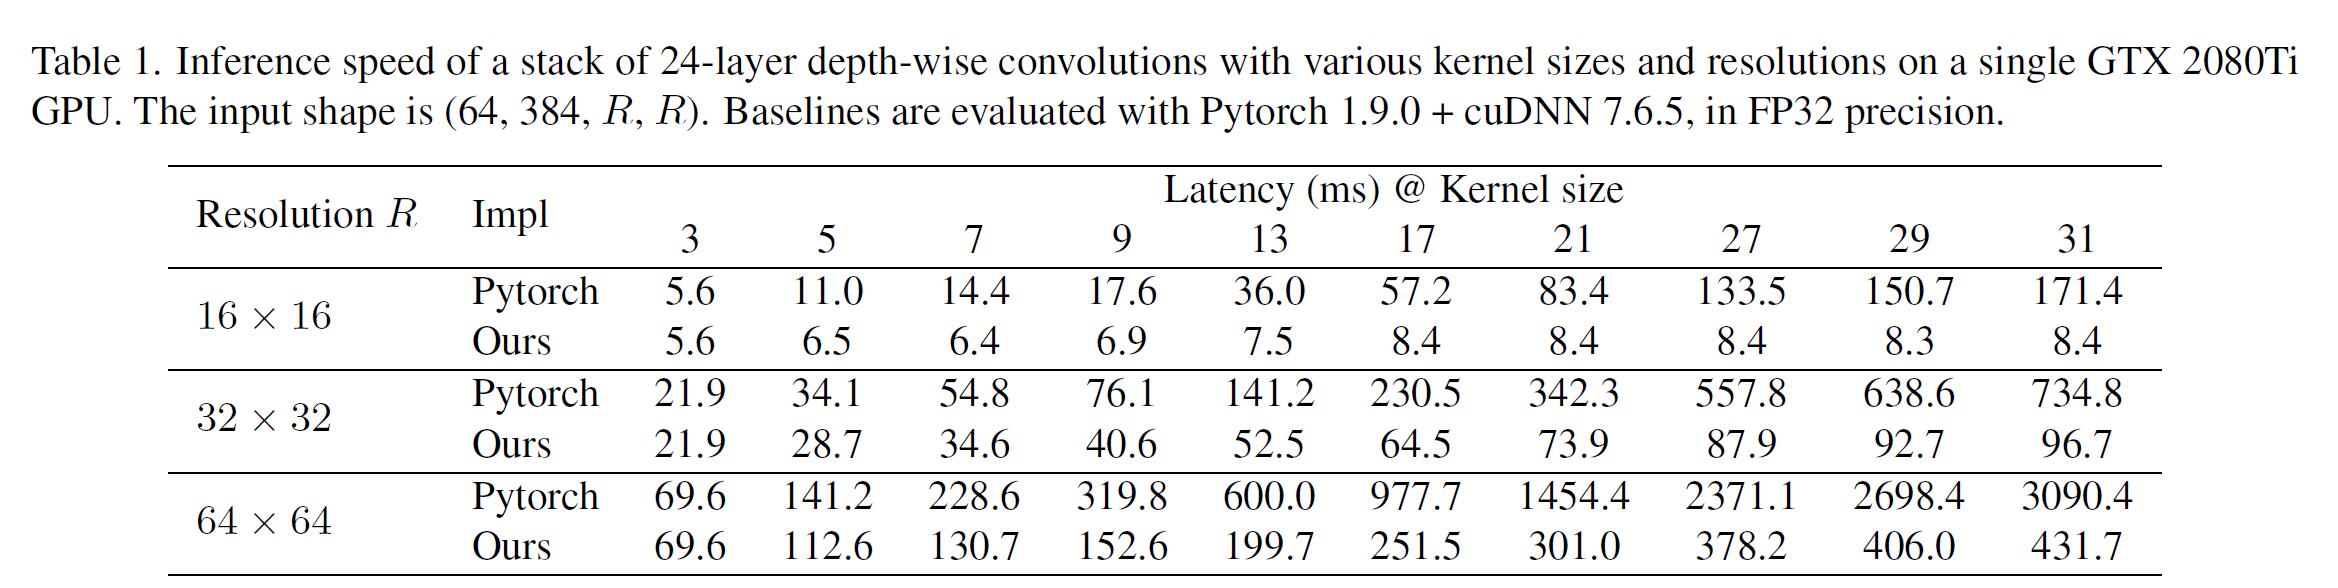 Table 1. Inference speed of a stack of 24-layer depth-wise convolutions with various kernel sizes and resolutions on a single GTX 2080Ti
GPU. The input shape is (64, 384, R, R). Baselines are evaluated with Pytorch 1.9.0 + cuDNN 7.6.5, in FP32 precision.
Resolution R Impl Latency (ms) @ Kernel size
3 5 7 9 13 17 21 27 29 31
16 × 16 Pytorch 5.6 11.0 14.4 17.6 36.0 57.2 83.4 133.5 150.7 171.4
Ours 5.6 6.5 6.4 6.9 7.5 8.4 8.4 8.4 8.3 8.4
32 × 32 Pytorch 21.9 34.1 54.8 76.1 141.2 230.5 342.3 557.8 638.6 734.8
Ours 21.9 28.7 34.6 40.6 52.5 64.5 73.9 87.9 92.7 96.7
64 × 64 Pytorch 69.6 141.2 228.6 319.8 600.0 977.7 1454.4 2371.1 2698.4 3090.4
Ours 69.6 112.6 130.7 152.6 199.7 251.5 301.0 378.2 406.0 431.7